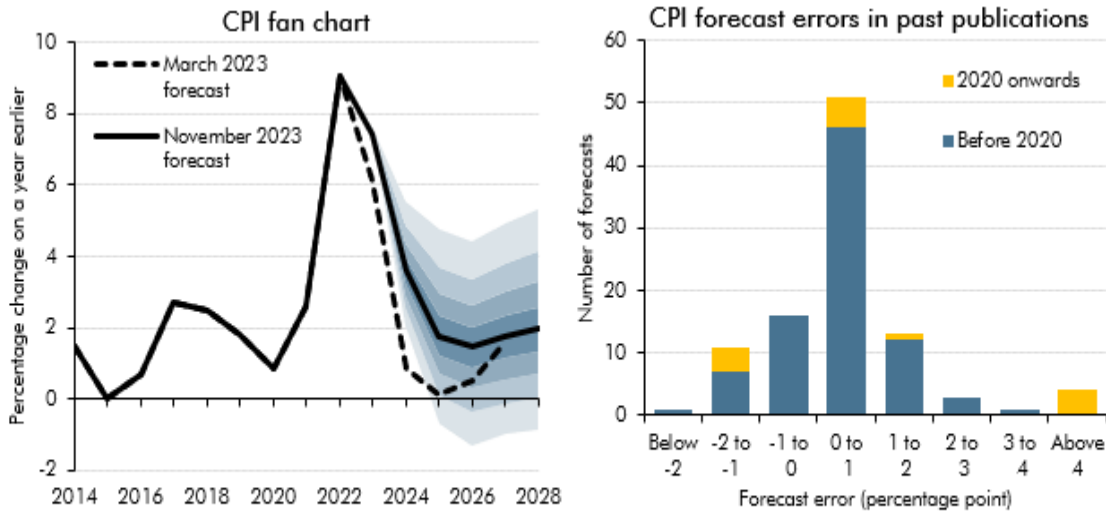 CPI fan chart
Percentage change on a year earlier
10
8
6
4
2
0
-2
March 2023
forecast
November 2023
forecast
2014 2016 2018 2020 2022 2024 2026 2028
CPI forecast errors in past publications
Number of forecasts
60
50
40
30
20
10
0
2020 onwards
Before 2020
Below -2 to -1 to 0 to 1 to 2 to 3 to Above
-2 -1 0 1 2 3 4 4
Forecast error (percentage point)